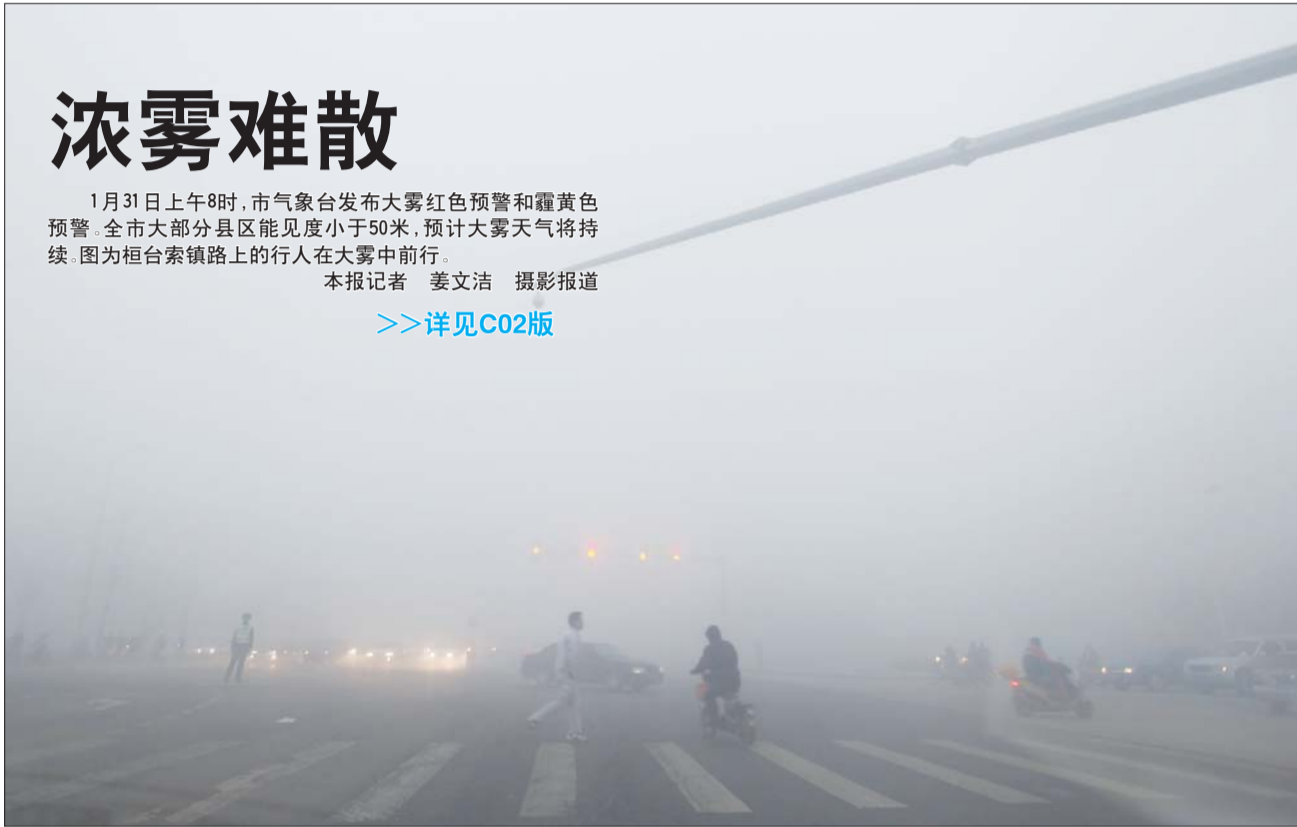 浓雾难散
1月31日上午8时,市气象台发布大雾红色预警和霾黄色
预警。全市大部分县区能见度小于50米,预计大雾天气将持
续。图为桓台索镇路上的行人在大雾中前行。
本报记者 姜文洁 摄影报道
>>详见C02版